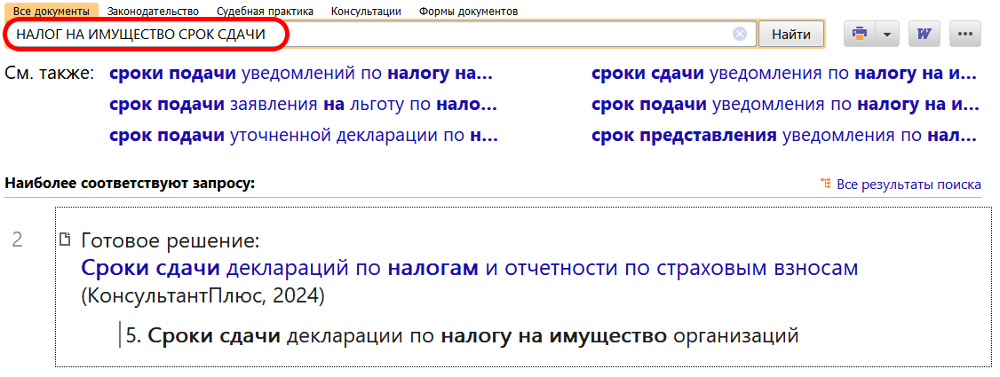 Все документы Законодательство Судебная практика Консультации Формы документов
НАЛОГ НА ИМУЩЕСТВО СРОК СДАЧИ Найти W
См. также: сроки подачи уведомлений по налогу на... сроки сдачи уведомления по налогу на и...
срок подачи заявления на льготу по нало... срок подачи уведомления по налогу на и...
срок подачи уточненной декларации по н... срок представления уведомления по нал...
Наиболее соответствуют запросу: Все результаты поиска
2 Готовое решение:
Сроки сдачи деклараций по налогам и отчетности по страховым взносам
(КонсультантПлюс, 2024)
5. Сроки сдачи декларации по налогу на имущество организаций